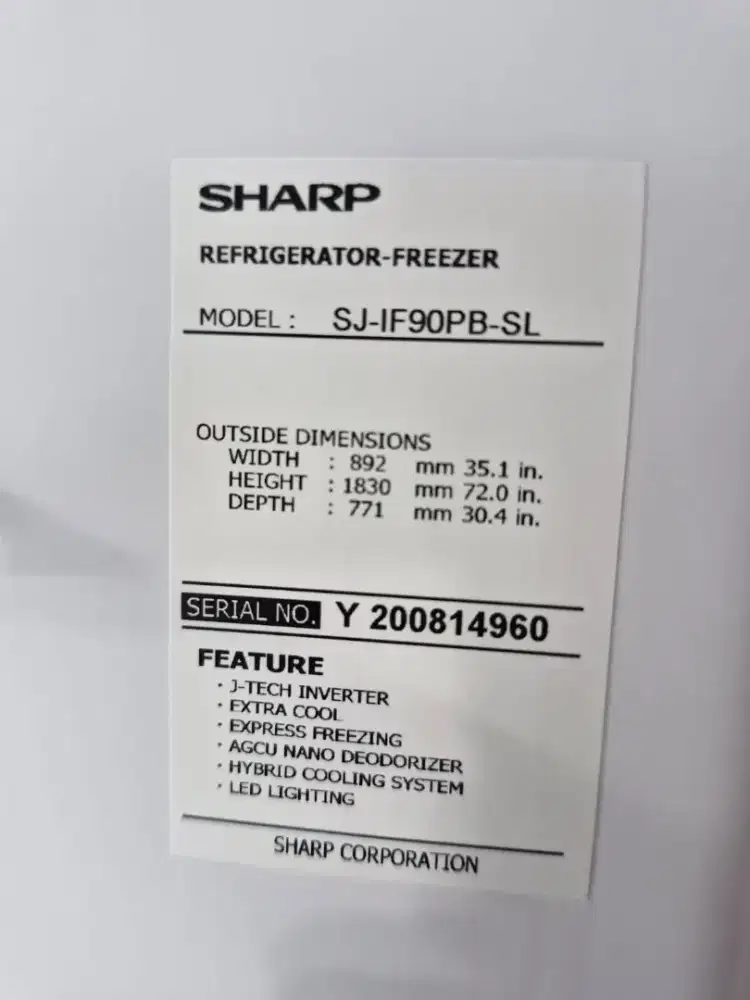 SHARP
REFRIGERATOR-FREEZER
MODEL : SJ-IF90PB-SL
OUTSIDE DIMENSIONS
WIDTH : 892 mm 35.1 in.
HEIGHT : 1830 mm 72.0 in.
DEPTH : 771 mm 30.4 in.
SERIAL NO. Y 200814960
FEATURE
· J-TECH INVERTER
· EXTRA COOL
· EXPRESS FREEZING
· AGCU NANO DEODORIZER
· HYBRID COOLING SYSTEM
· LED LIGHTING
SHARP CORPORATION